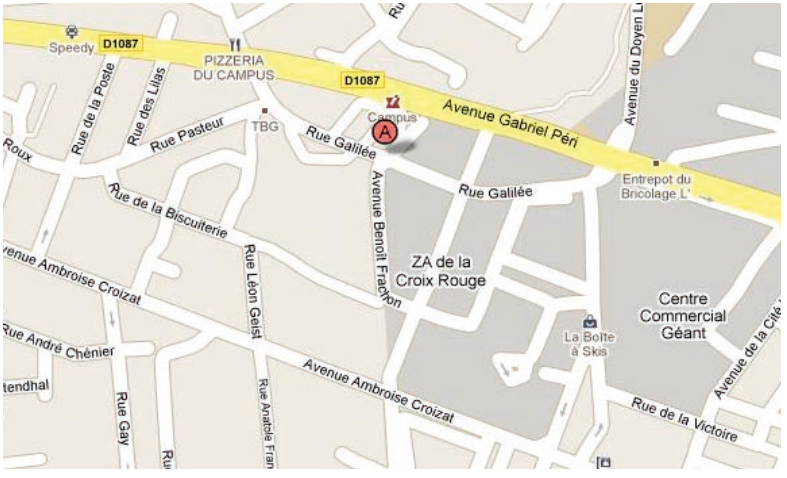 Speedy
D1087
PIZZERIA
DU CAMPUS
Rue de la Poste
Rue des Lilas
D1087
Campus
A
Avenue Gabriel Péri
Avenue du Doyen L
Ru
TBG
Rue Pasteur
Rue Galilée
Roux
Rue Galilée
Entrepot du
Bricolage L'
Rue de la Biscuiterie
Avenue Benoît Frachon
Rue Léon Geist
ZA de la
Croix Rouge
venue Ambroise Croizat
Centre
Commercial
Géant
La Boîte
à Skis
Rue André Chénier
Avenue de la Cité
tendhal
Avenue Ambroise Croizat
Rue Gay
Rue Anatole Fran
Rue de la Victoire
Ru